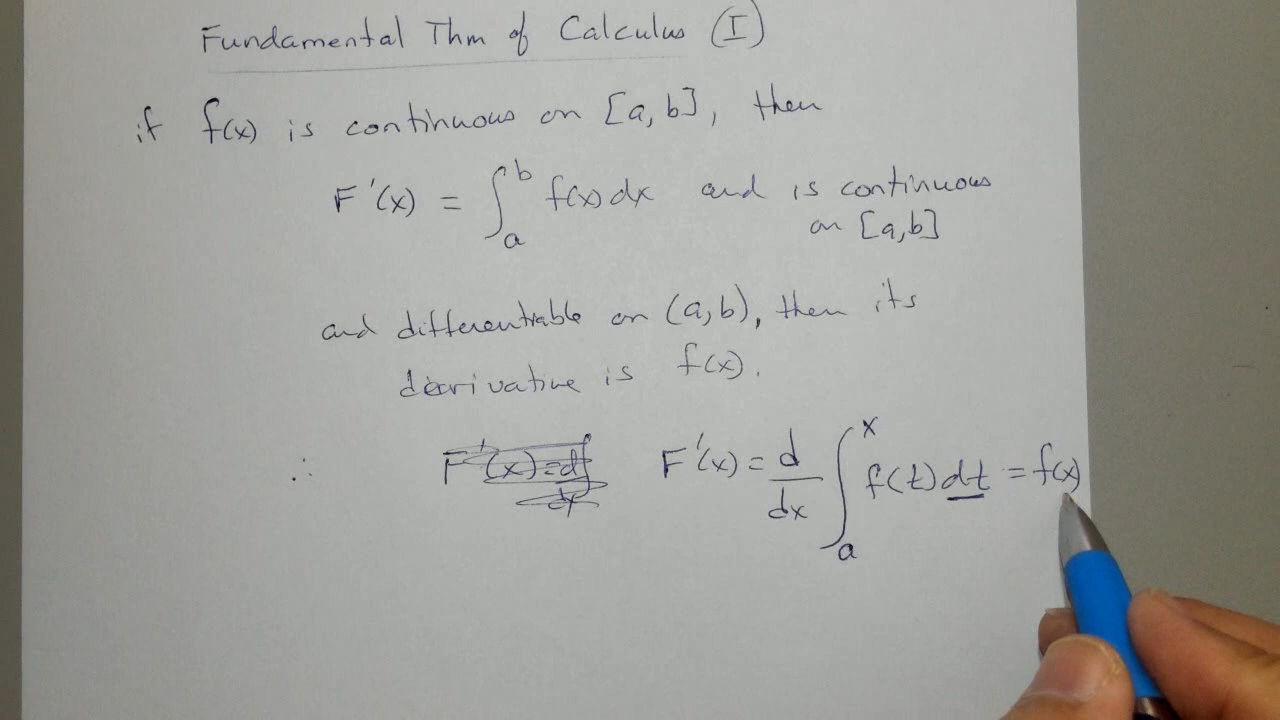 Fundamental Thm of Calculus (I)
if f(x) is continuous on [a, b], then
F'(x) = ∫_a^b f(x) dx and is continuous
on [a,b]
and differentiable on (a, b), then its
derivative is f(x).
∴ F'(x) = d/dx F'(x) = d/dx ∫_a^x f(t) dt = f(x)